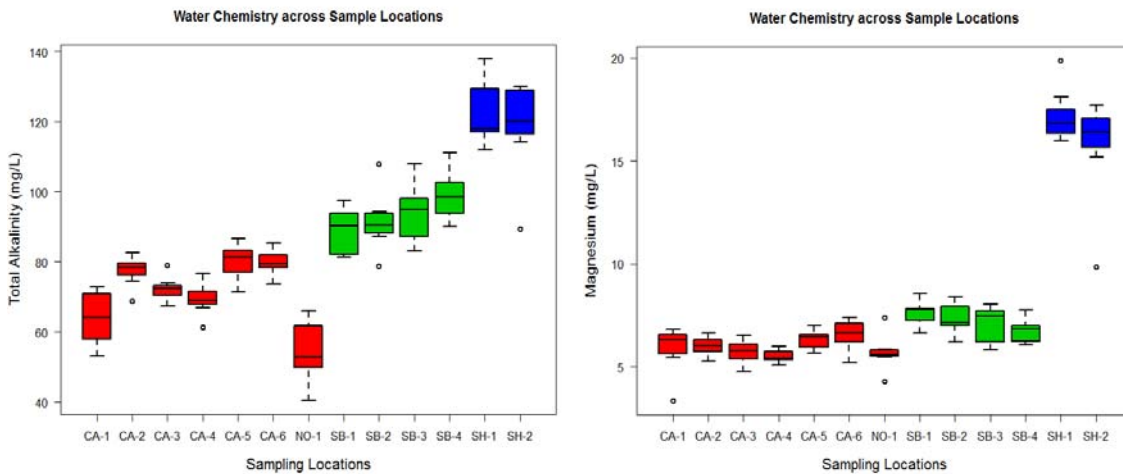 Water Chemistry across Sample Locations
Total Alkalinity (mg/L)
140
120
100
80
60
40
CA-1 CA-2 CA-3 CA-4 CA-5 CA-6 NO-1 SB-1 SB-2 SB-3 SB-4 SH-1 SH-2
Sampling Locations
Water Chemistry across Sample Locations
Magnesium (mg/L)
20
15
10
5
CA-1 CA-2 CA-3 CA-4 CA-5 CA-6 NO-1 SB-1 SB-2 SB-3 SB-4 SH-1 SH-2
Sampling Locations